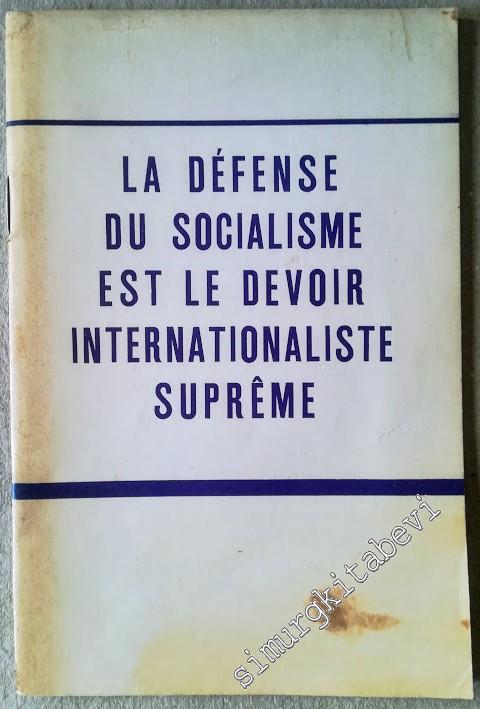 LA DÉFENSE
DU SOCIALISME
EST LE DEVOIR
INTERNATIONALISTE
SUPRÊME
simurgkitabevi